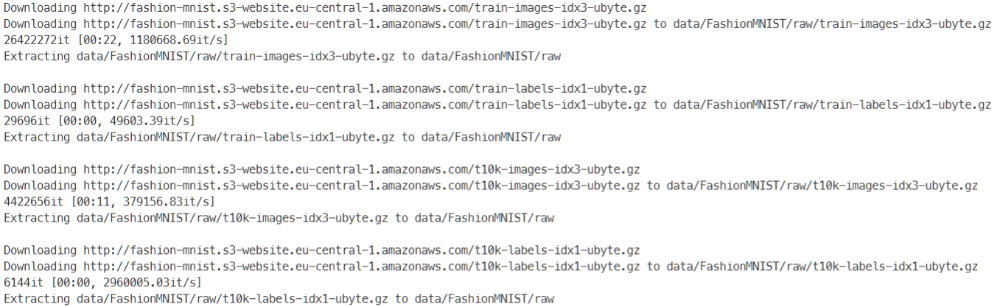 Downloading http://fashion-mnist.s3-website.eu-central-1.amazonaws.com/train-images-idx3-ubyte.gz
Downloading http://fashion-mnist.s3-website.eu-central-1.amazonaws.com/train-images-idx3-ubyte.gz to data/FashionMNIST/raw/train-images-idx3-ubyte.gz
26422272it [00:22, 1180668.69it/s]
Extracting data/FashionMNIST/raw/train-images-idx3-ubyte.gz to data/FashionMNIST/raw
Downloading http://fashion-mnist.s3-website.eu-central-1.amazonaws.com/train-labels-idx1-ubyte.gz
Downloading http://fashion-mnist.s3-website.eu-central-1.amazonaws.com/train-labels-idx1-ubyte.gz to data/FashionMNIST/raw/train-labels-idx1-ubyte.gz
29696it [00:00, 49603.39it/s]
Extracting data/FashionMNIST/raw/train-labels-idx1-ubyte.gz to data/FashionMNIST/raw
Downloading http://fashion-mnist.s3-website.eu-central-1.amazonaws.com/t10k-images-idx3-ubyte.gz
Downloading http://fashion-mnist.s3-website.eu-central-1.amazonaws.com/t10k-images-idx3-ubyte.gz to data/FashionMNIST/raw/t10k-images-idx3-ubyte.gz
4422656it [00:11, 379156.83it/s]
Extracting data/FashionMNIST/raw/t10k-images-idx3-ubyte.gz to data/FashionMNIST/raw
Downloading http://fashion-mnist.s3-website.eu-central-1.amazonaws.com/t10k-labels-idx1-ubyte.gz
Downloading http://fashion-mnist.s3-website.eu-central-1.amazonaws.com/t10k-labels-idx1-ubyte.gz to data/FashionMNIST/raw/t10k-labels-idx1-ubyte.gz
6144it [00:00, 2960005.03it/s]
Extracting data/FashionMNIST/raw/t10k-labels-idx1-ubyte.gz to data/FashionMNIST/raw